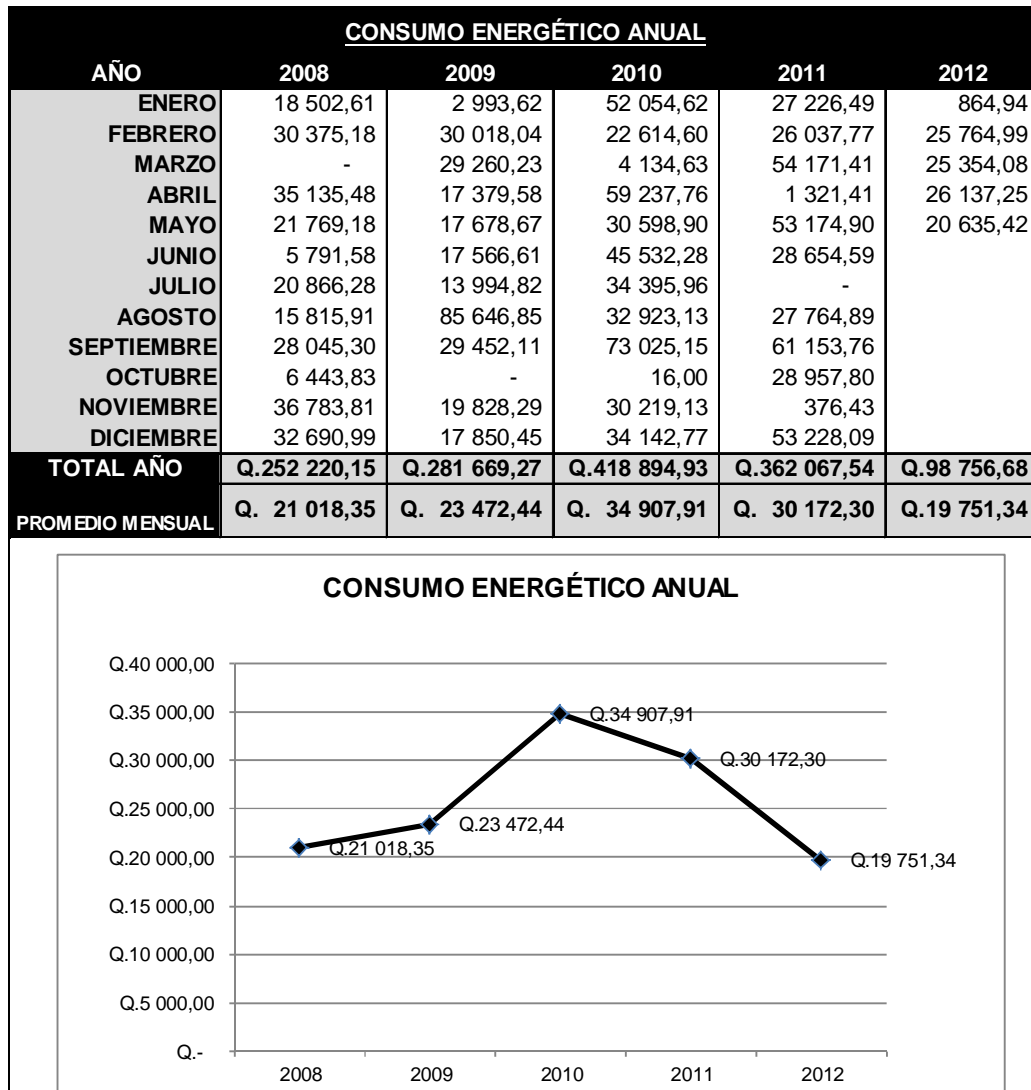 CONSUMO ENERGÉTICO ANUAL
AÑO 2008 2009 2010 2011 2012
ENERO 18 502,61 2 993,62 52 054,62 27 226,49 864,94
FEBRERO 30 375,18 30 018,04 22 614,60 26 037,77 25 764,99
MARZO - 29 260,23 4 134,63 54 171,41 25 354,08
ABRIL 35 135,48 17 379,58 59 237,76 1 321,41 26 137,25
MAYO 21 769,18 17 678,67 30 598,90 53 174,90 20 635,42
JUNIO 5 791,58 17 566,61 45 532,28 28 654,59
JULIO 20 866,28 13 994,82 34 395,96 -
AGOSTO 15 815,91 85 646,85 32 923,13 27 764,89
SEPTIEMBRE 28 045,30 29 452,11 73 025,15 61 153,76
OCTUBRE 6 443,83 - 16,00 28 957,80
NOVIEMBRE 36 783,81 19 828,29 30 219,13 376,43
DICIEMBRE 32 690,99 17 850,45 34 142,77 53 228,09
TOTAL AÑO Q.252 220,15 Q.281 669,27 Q.418 894,93 Q.362 067,54 Q.98 756,68
PROMEDIO MENSUAL Q. 21 018,35 Q. 23 472,44 Q. 34 907,91 Q. 30 172,30 Q.19 751,34
CONSUMO ENERGÉTICO ANUAL
Q.40 000,00
Q.35 000,00
Q.34 907,91
Q.30 000,00
Q.30 172,30
Q.25 000,00
Q.23 472,44
Q.20 000,00
Q.21 018,35
Q.19 751,34
Q.15 000,00
Q.10 000,00
Q.5 000,00
Q.-
2008 2009 2010 2011 2012